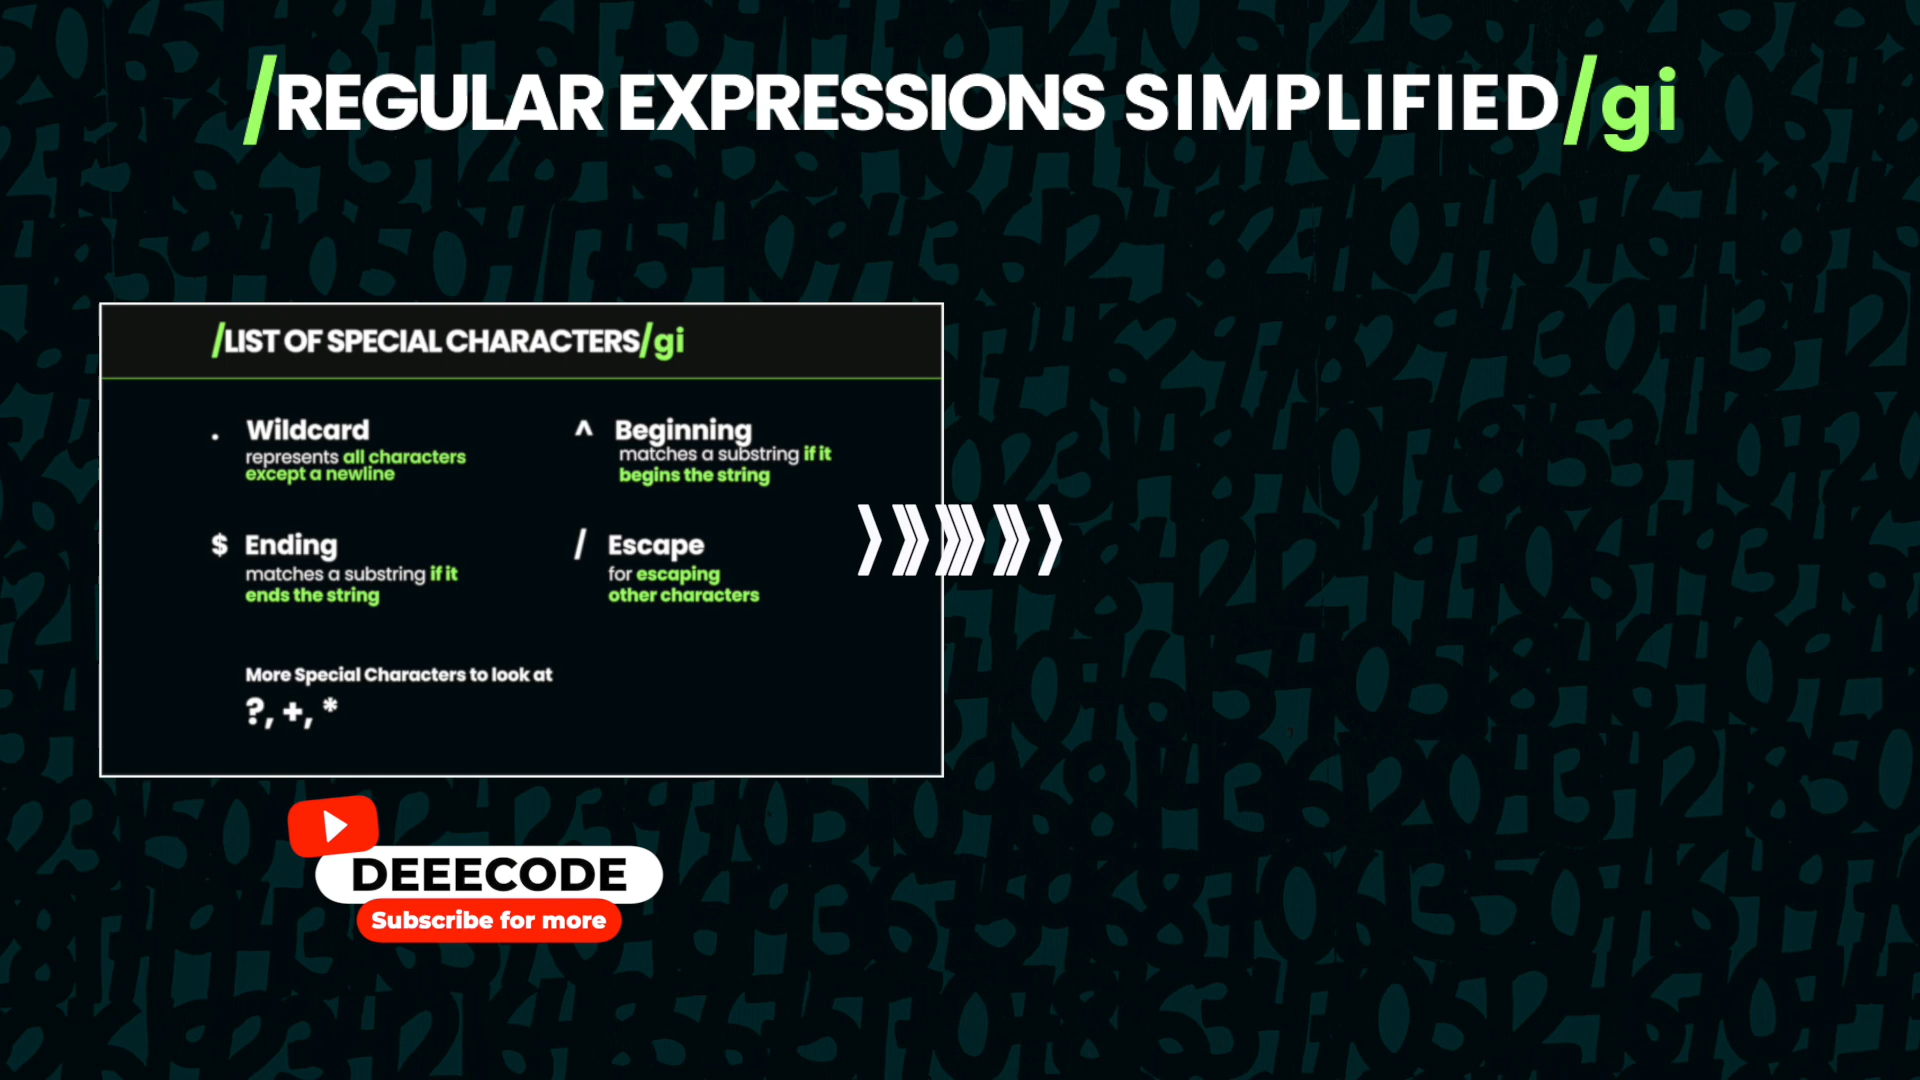 /REGULAR EXPRESSIONS SIMPLIFIED/gi
/LIST OF SPECIAL CHARACTERS/gi
. Wildcard
represents all characters
except a newline
^ Beginning
matches a substring if it
begins the string
$ Ending
matches a substring if it
ends the string
/ Escape
for escaping
other characters
More Special Characters to look at
?, +, *
DEEECODE
Subscribe for more